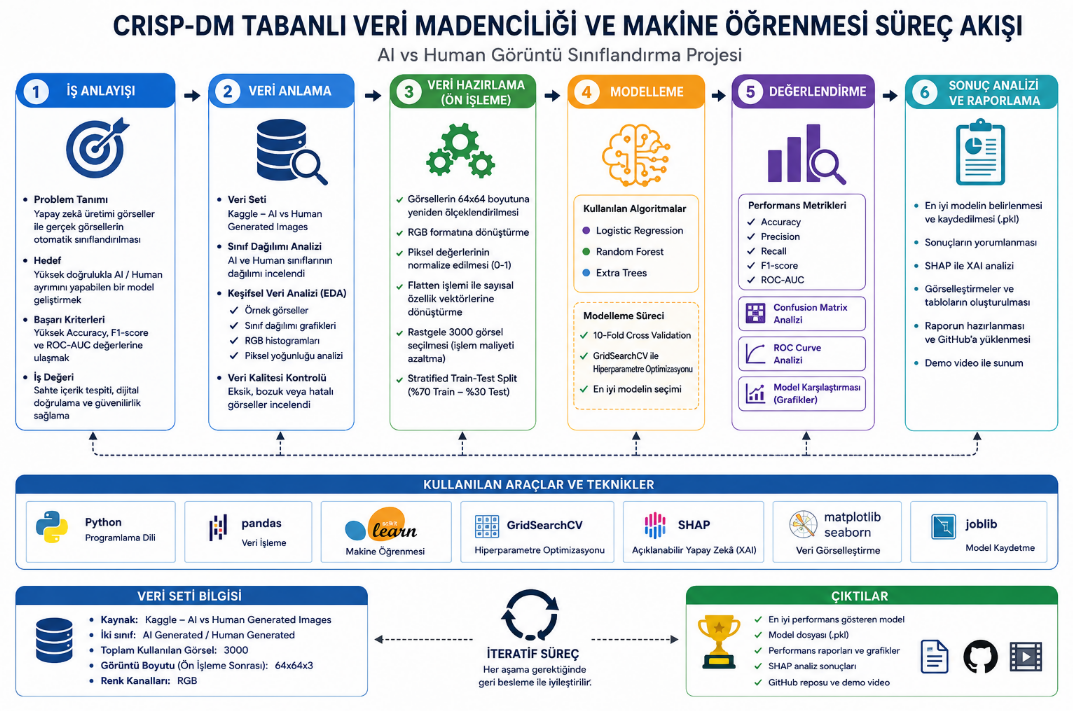 CRISP-DM TABANLI VERİ MADENCİLİĞİ VE MAKİNE ÖĞRENMESİ SÜREÇ AKIŞI
AI vs Human Görüntü Sınıflandırma Projesi
1 İŞ ANLAYIŞI
• Problem Tanımı
Yapay zekâ üretimi görseller
ile gerçek görsellerin
otomatik sınıflandırılması
• Hedef
Yüksek doğrulukla AI / Human
ayrımını yapabilen bir model
geliştirmek
• Başarı Kriterleri
Yüksek Accuracy, F1-score
ve ROC-AUC değerlerine
ulaşmak
• İş Değeri
Sahte içerik tespiti, dijital
doğrulama ve güvenilirlik
sağlama
2 VERİ ANLAMA
• Veri Seti
Kaggle – AI vs Human
Generated Images
• Sınıf Dağılımı Analizi
AI ve Human sınıflarının
dağılımı incelendi
• Keşifsel Veri Analizi (EDA)
✓ Örnek görseller
✓ Sınıf dağılımı grafikleri
✓ RGB histogramları
✓ Piksel yoğunluğu analizi
• Veri Kalitesi Kontrolü
Eksik, bozuk veya hatalı
görseller incelendi
3 VERİ HAZIRLAMA
(ÖN İŞLEME)
✓ Görsellerin 64x64 boyutuna
yeniden ölçeklendirilmesi
✓ RGB formatına dönüştürme
✓ Piksel değerlerinin
normalize edilmesi (0-1)
✓ Flatten işlemi ile sayısal
özellik vektörlerine
dönüştürme
✓ Rastgele 3000 görsel
seçilmesi (işlem maliyeti
azaltma)
✓ Stratified Train-Test Split
(%70 Train – %30 Test)
4 MODELLEME
Kullanılan Algoritmalar
• Logistic Regression
• Random Forest
• Extra Trees
Modelleme Süreci
✓ 10-Fold Cross Validation
✓ GridSearchCV ile
Hiperparametre Optimizasyonu
✓ En iyi modelin seçimi
5 DEĞERLENDİRME
Performans Metrikleri
✓ Accuracy
✓ Precision
✓ Recall
✓ F1-score
✓ ROC-AUC
Confusion Matrix
Analizi
ROC Curve
Analizi
Model Karşılaştırması
(Grafikler)
6 SONUÇ ANALİZİ
VE RAPORLAMA
• En iyi modelin belirlenmesi
ve kaydedilmesi (.pkl)
• Sonuçların yorumlanması
• SHAP ile XAI analizi
• Görselleştirmeler ve
tabloların oluşturulması
• Raporun hazırlanması
ve GitHub'a yüklenmesi
• Demo video ile sunum
KULLANILAN ARAÇLAR VE TEKNİKLER
Python
Programlama Dili
pandas
Veri İşleme
scikit
learn
Makine Öğrenmesi
GridSearchCV
Hiperparametre Optimizasyonu
SHAP
Açıklanabilir Yapay Zekâ (XAI)
matplotlib
seaborn
Veri Görselleştirme
joblib
Model Kaydetme
VERİ SETİ BİLGİSİ
• Kaynak: Kaggle – AI vs Human Generated Images
• İki sınıf: AI Generated / Human Generated
• Toplam Kullanılan Görsel: 3000
• Görüntü Boyutu (Ön İşleme Sonrası): 64x64x3
• Renk Kanalları: RGB
İTERATİF SÜREÇ
Her aşama gerektiğinde
geri besleme ile iyileştirilir.
ÇIKTILAR
✓ En iyi performans gösteren model
✓ Model dosyası (.pkl)
✓ Performans raporları ve grafikler
✓ SHAP analiz sonuçları
✓ GitHub reposu ve demo video